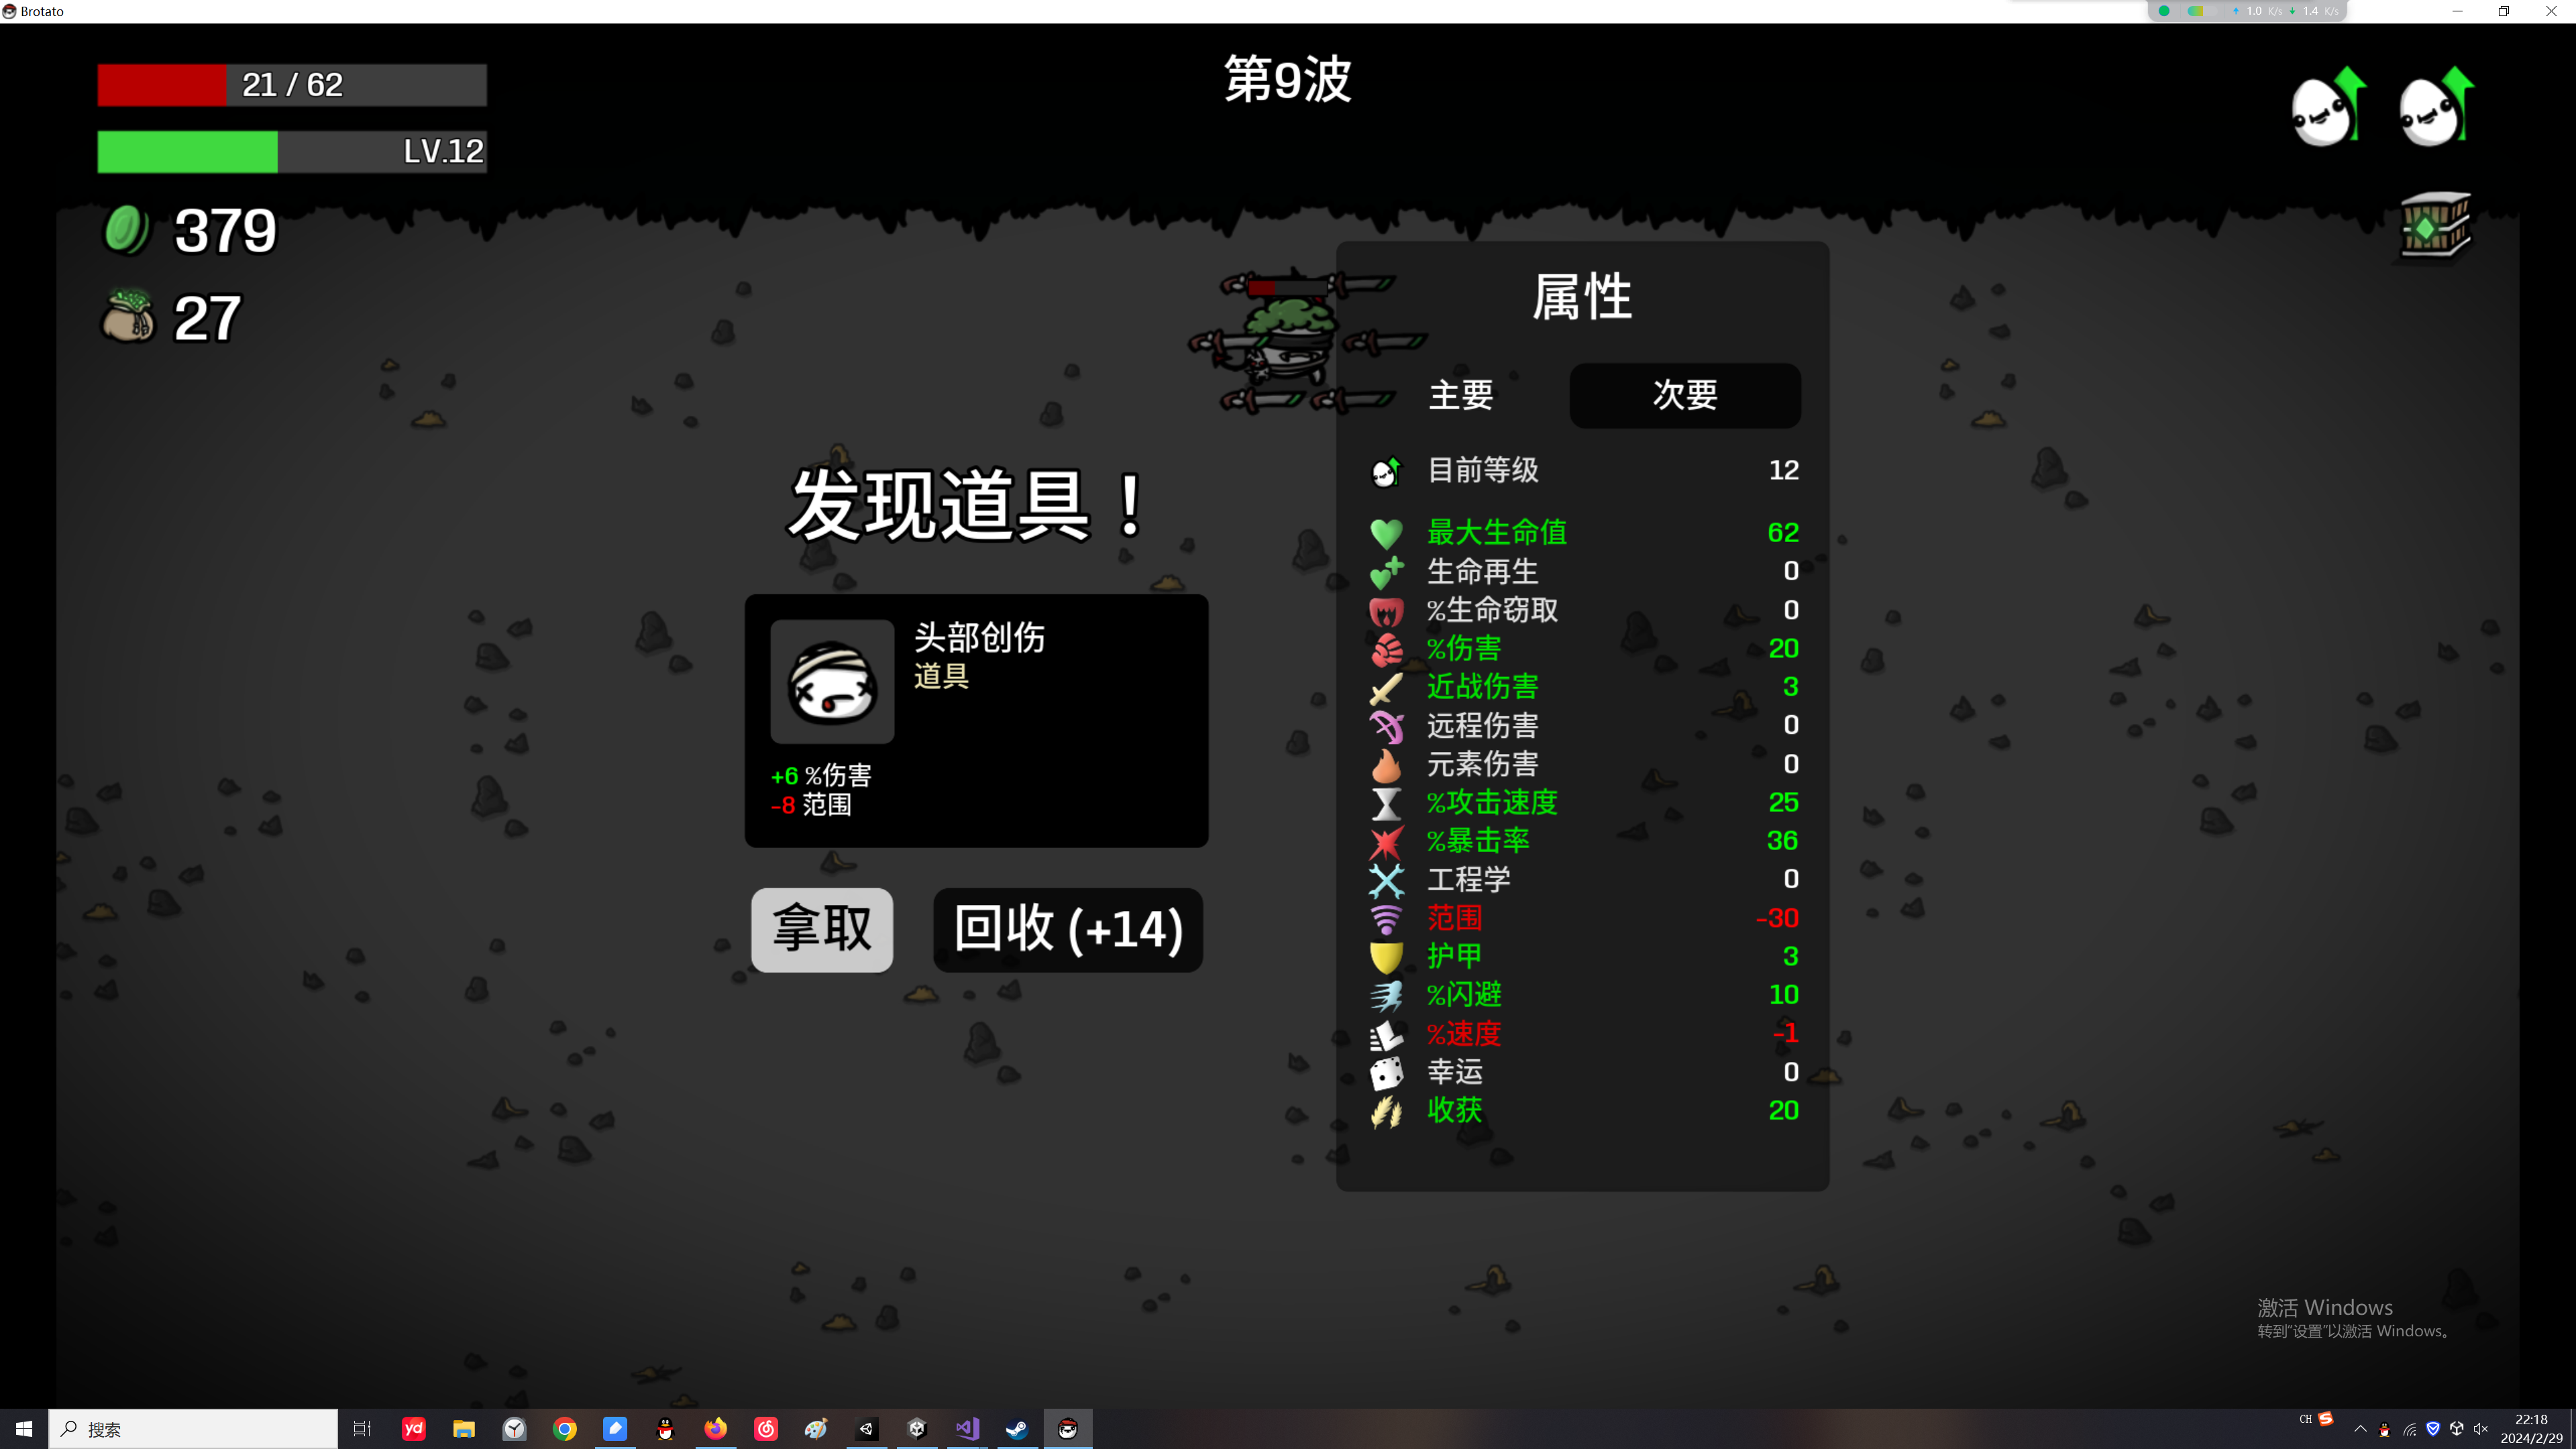 Brotato
1.0 K/s 1.4 K/s
21 / 62
第9波
LV.12
379
27
发现道具！
头部创伤
道具
+6 %伤害
-8 范围
拿取
回收 (+14)
属性
主要 次要
目前等级 12
最大生命值 62
生命再生 0
%生命窃取 0
%伤害 20
近战伤害 3
远程伤害 0
元素伤害 0
%攻击速度 25
%暴击率 36
工程学 0
范围 -30
护甲 3
%闪避 10
%速度 -1
幸运 0
收获 20
激活 Windows
转到“设置”以激活 Windows。
搜索
yd
CH
22:18
2024/2/29